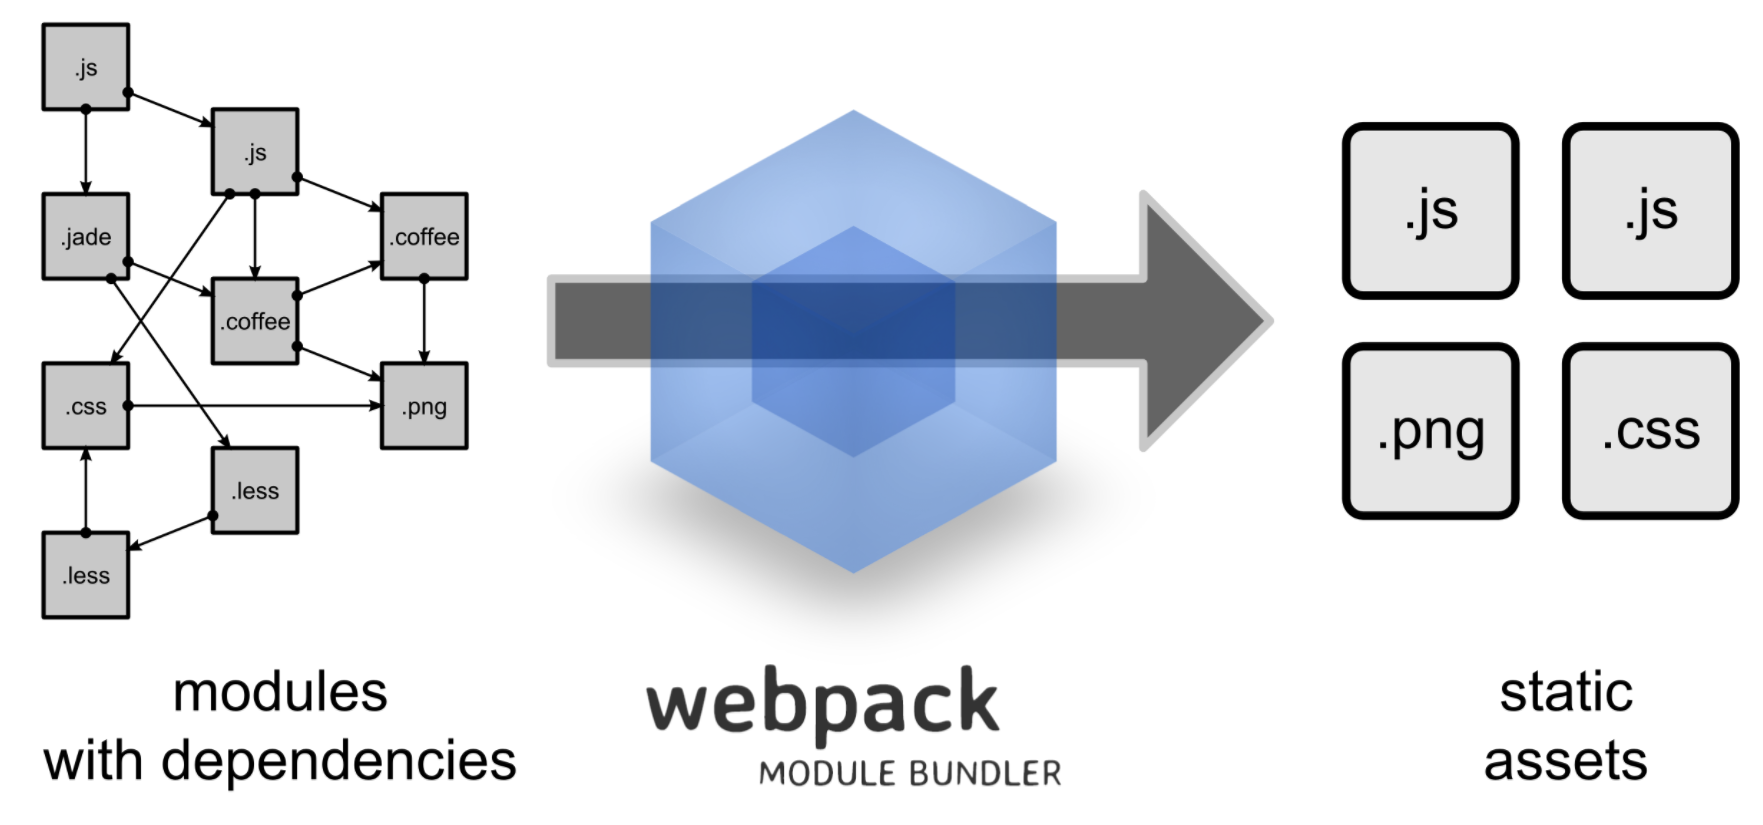 .js
.js
.jade
.coffee
.coffee
.css
.png
.less
.less
modules
with dependencies
webpack
MODULE BUNDLER
.js
.js
.png
.css
static
assets